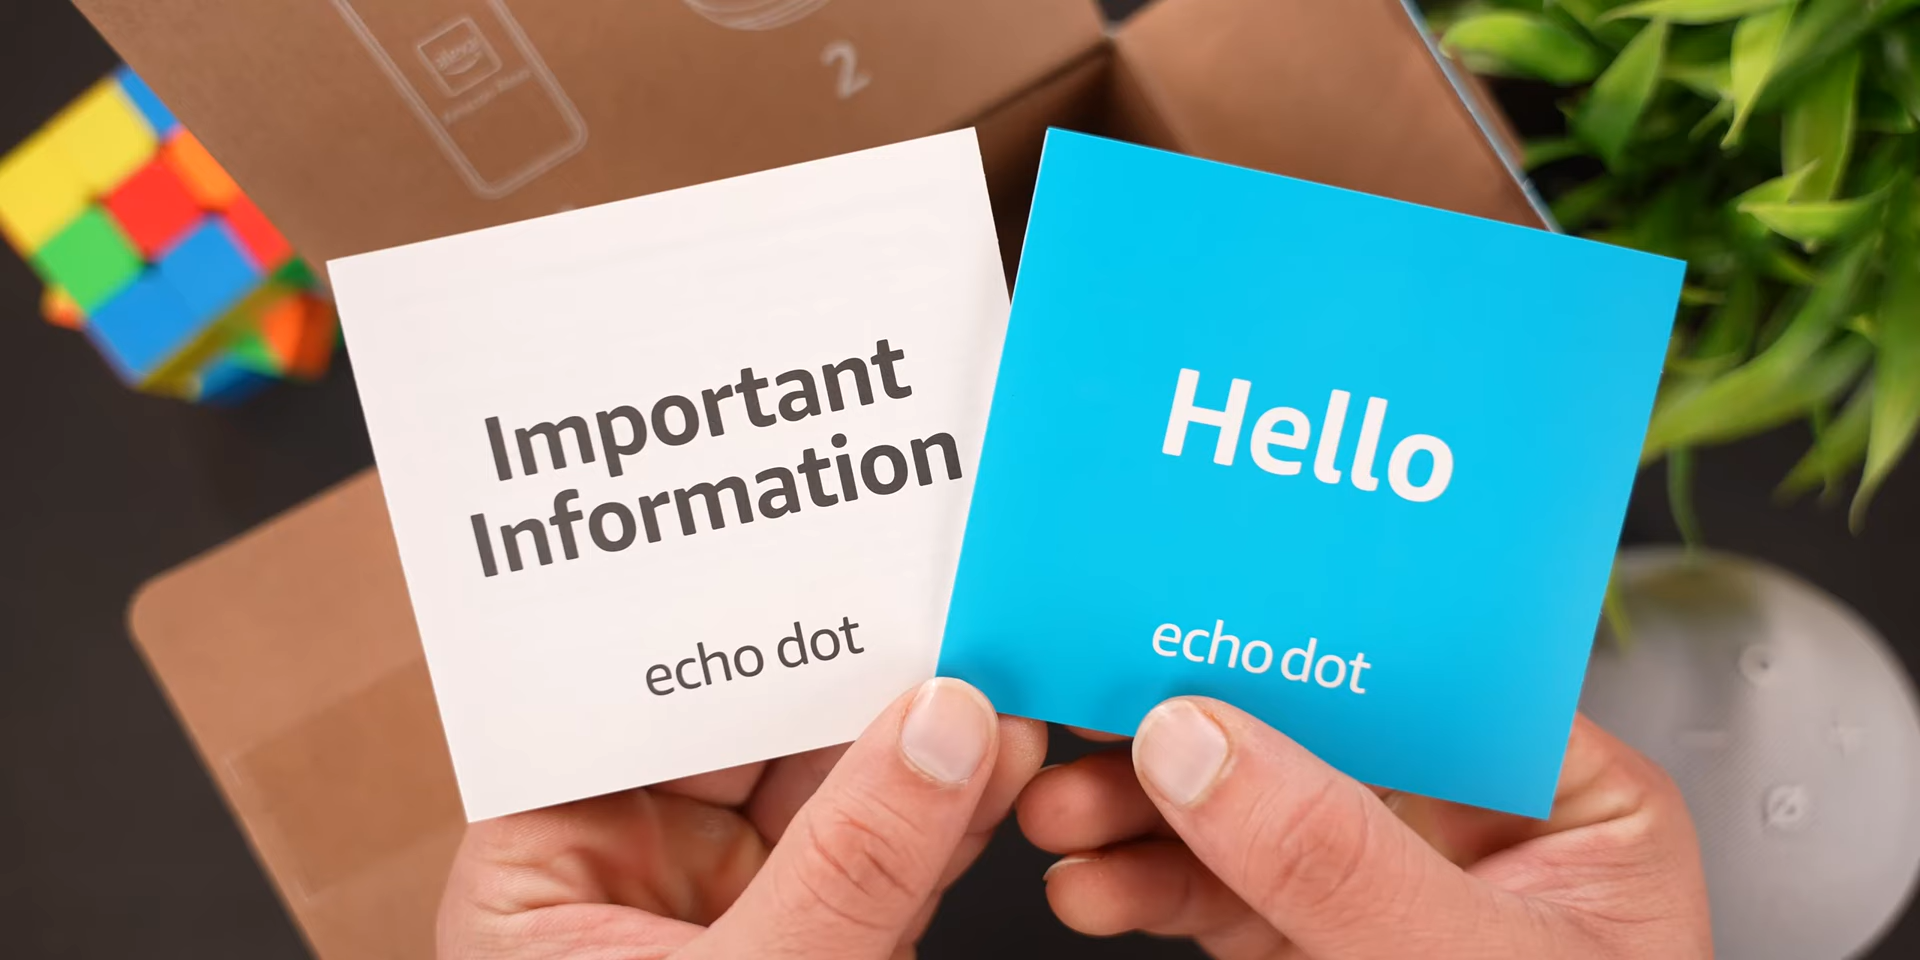 2
Important
Information
echo dot
Hello
echo dot